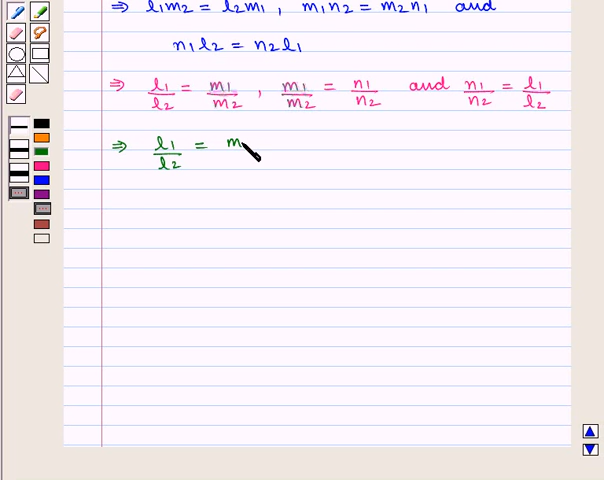 ⇒ l1m2 = l2m1 , m1n2 = m2n1 and
n1l2 = n2l1
⇒ l1/l2 = m1/m2 , m1/m2 = n1/n2 and n1/n2 = l1/l2
⇒ l1/l2 = m